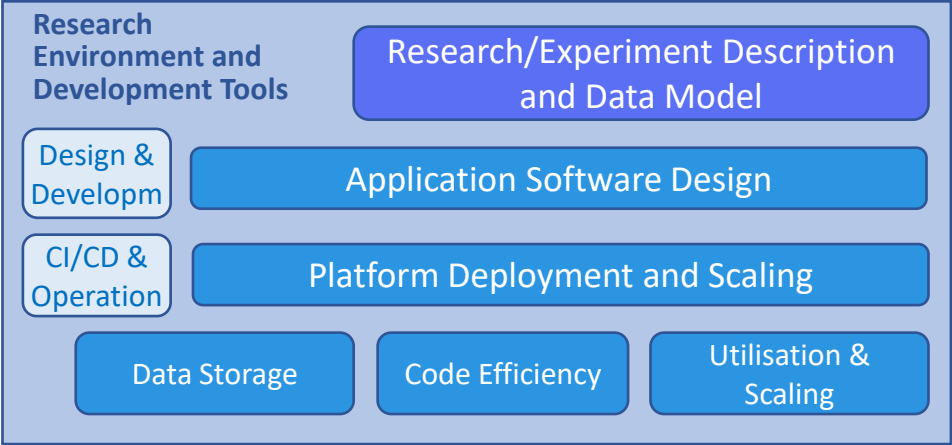 Research
Environment and
Development Tools
Research/Experiment Description
and Data Model
Design &
Developm
Application Software Design
CI/CD &
Operation
Platform Deployment and Scaling
Data Storage
Code Efficiency
Utilisation &
Scaling